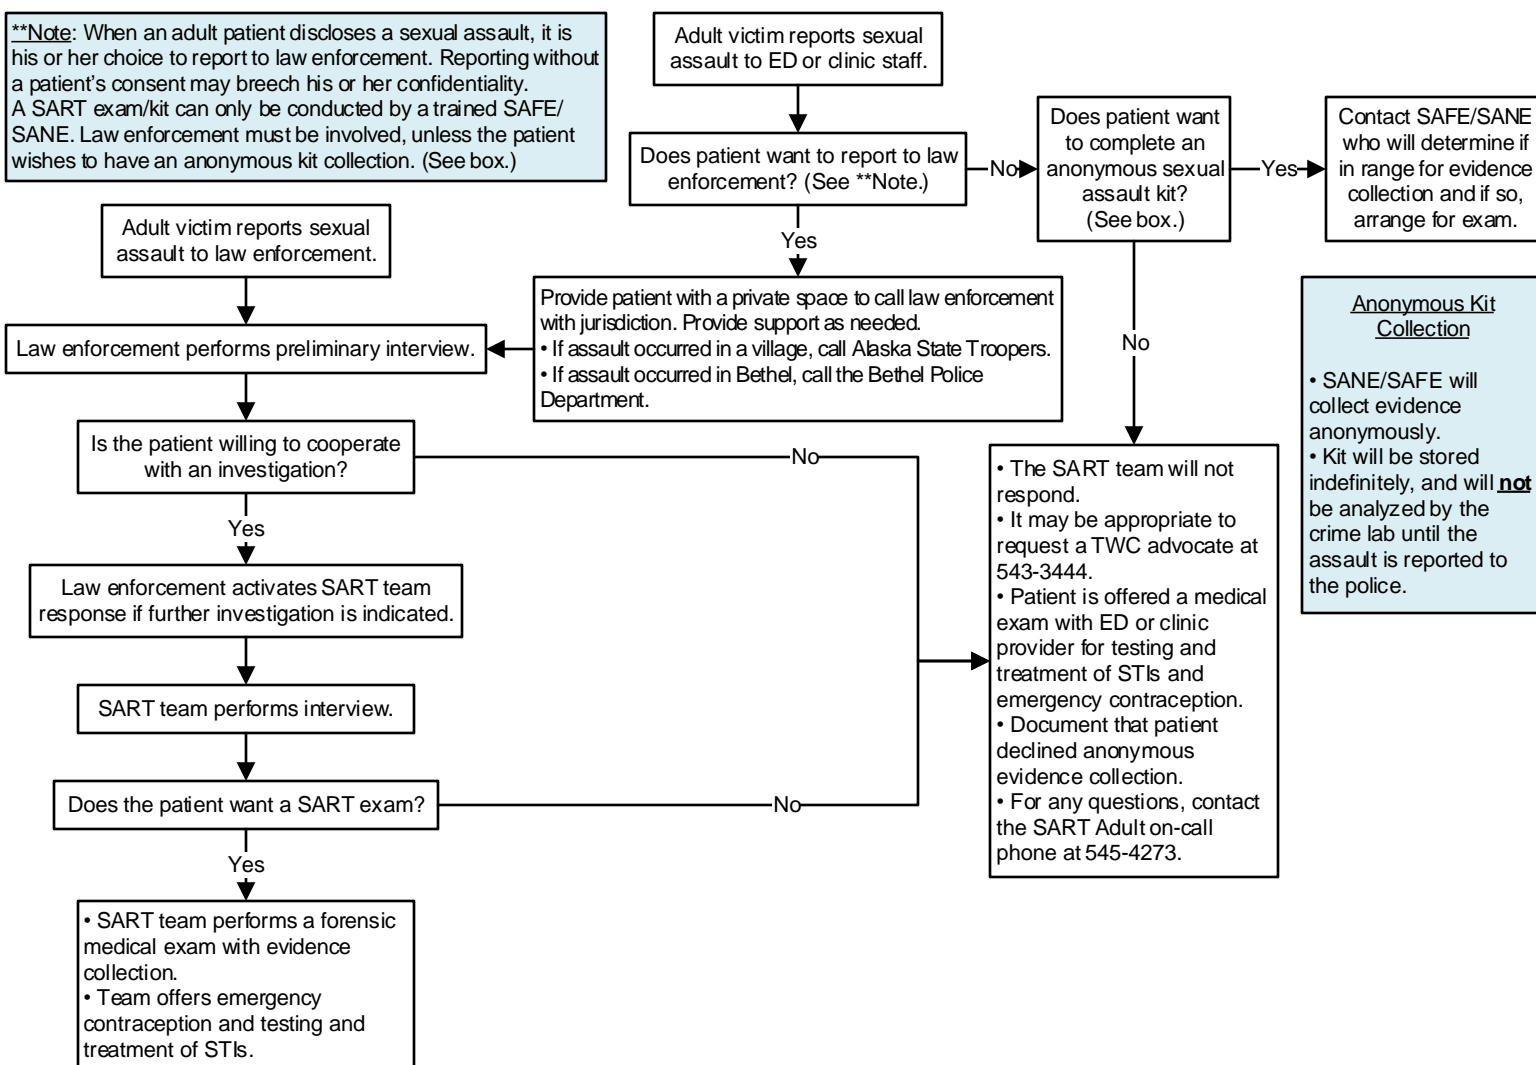 **Note: When an adult patient discloses a sexual assault, it is
his or her choice to report to law enforcement. Reporting without
a patient's consent may breech his or her confidentiality.
A SART exam/kit can only be conducted by a trained SAFE/
SANE. Law enforcement must be involved, unless the patient
wishes to have an anonymous kit collection. (See box.)
Adult victim reports sexual
assault to ED or clinic staff.
Does patient want to report to law
enforcement? (See **Note.)
No
Does patient want
to complete an
anonymous sexual
assault kit?
(See box.)
Yes
Contact SAFE/SANE
who will determine if
in range for evidence
collection and if so,
arrange for exam.
Adult victim reports sexual
assault to law enforcement.
Yes
Provide patient with a private space to call law enforcement
with jurisdiction. Provide support as needed.
• If assault occurred in a village, call Alaska State Troopers.
• If assault occurred in Bethel, call the Bethel Police
Department.
Law enforcement performs preliminary interview.
No
Anonymous Kit
Collection
• SANE/SAFE will
collect evidence
anonymously.
• Kit will be stored
indefinitely, and will not
be analyzed by the
crime lab until the
assault is reported to
the police.
Is the patient willing to cooperate
with an investigation?
No
Yes
• The SART team will not
respond.
• It may be appropriate to
request a TWC advocate at
543-3444.
• Patient is offered a medical
exam with ED or clinic
provider for testing and
treatment of STIs and
emergency contraception.
• Document that patient
declined anonymous
evidence collection.
• For any questions, contact
the SART Adult on-call
phone at 545-4273.
Law enforcement activates SART team
response if further investigation is indicated.
SART team performs interview.
Does the patient want a SART exam?
No
Yes
• SART team performs a forensic
medical exam with evidence
collection.
• Team offers emergency
contraception and testing and
treatment of STIs.